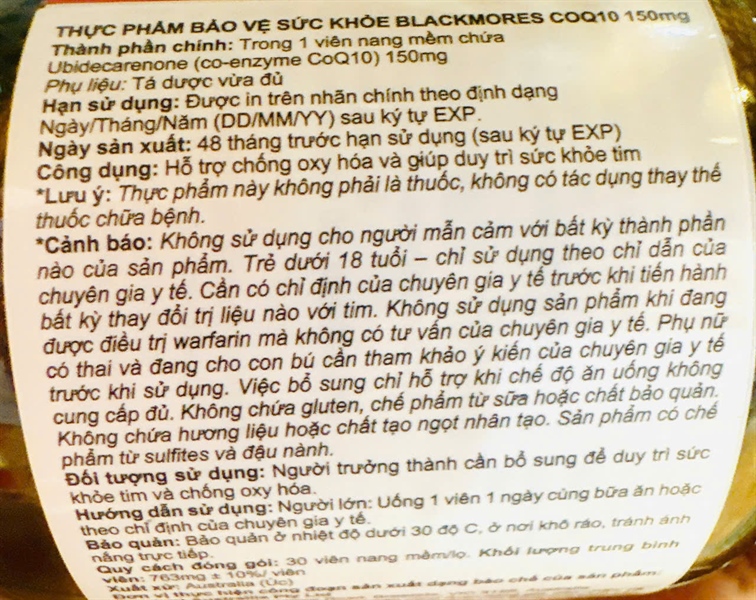 THỰC PHẨM BẢO VỆ SỨC KHỎE BLACKMORES COQ10 150mg
Thành phần chính: Trong 1 viên nang mềm chứa
Ubidecarenone (co-enzyme CoQ10) 150mg
Phụ liệu: Tá dược vừa đủ
Hạn sử dụng: Được in trên nhãn chính theo định dạng
Ngày/Tháng/Năm (DD/MM/YY) sau ký tự EXP.
Ngày sản xuất: 48 tháng trước hạn sử dụng (sau ký tự EXP)
Công dụng: Hỗ trợ chống oxy hóa và giúp duy trì sức khỏe tim
*Lưu ý: Thực phẩm này không phải là thuốc, không có tác dụng thay thế
thuốc chữa bệnh.
*Cảnh báo: Không sử dụng cho người mẫn cảm với bất kỳ thành phần
nào của sản phẩm. Trẻ dưới 18 tuổi – chỉ sử dụng theo chỉ dẫn của
chuyên gia y tế. Cần có chỉ định của chuyên gia y tế trước khi tiến hành
bất kỳ thay đổi trị liệu nào với tim. Không sử dụng sản phẩm khi đang
được điều trị warfarin mà không có tư vấn của chuyên gia y tế. Phụ nữ
có thai và đang cho con bú cần tham khảo ý kiến của chuyên gia y tế
trước khi sử dụng. Việc bổ sung chỉ hỗ trợ khi chế độ ăn uống không
cung cấp đủ. Không chứa gluten, chế phẩm từ sữa hoặc chất bảo quản.
Không chứa hương liệu hoặc chất tạo ngọt nhân tạo. Sản phẩm có chế
phẩm từ sulfites và đậu nành.
Đối tượng sử dụng: Người trưởng thành cần bổ sung để duy trì sức
khỏe tim và chống oxy hóa.
Hướng dẫn sử dụng: Người lớn: Uống 1 viên 1 ngày cùng bữa ăn hoặc
theo chỉ định của chuyên gia y tế.
Bảo quản: Bảo quản ở nhiệt độ dưới 30 độ C, ở nơi khô ráo, tránh ánh
nắng trực tiếp.
Quy cách đóng gói: 30 viên nang mềm/lọ. Khối lượng trung bình
viên: 763mg ± 10%/ viên
Xuất xứ: Australia (Úc)
Đơn vị thực hiện công đoạn sản xuất dạng bào chế của sản phẩm: